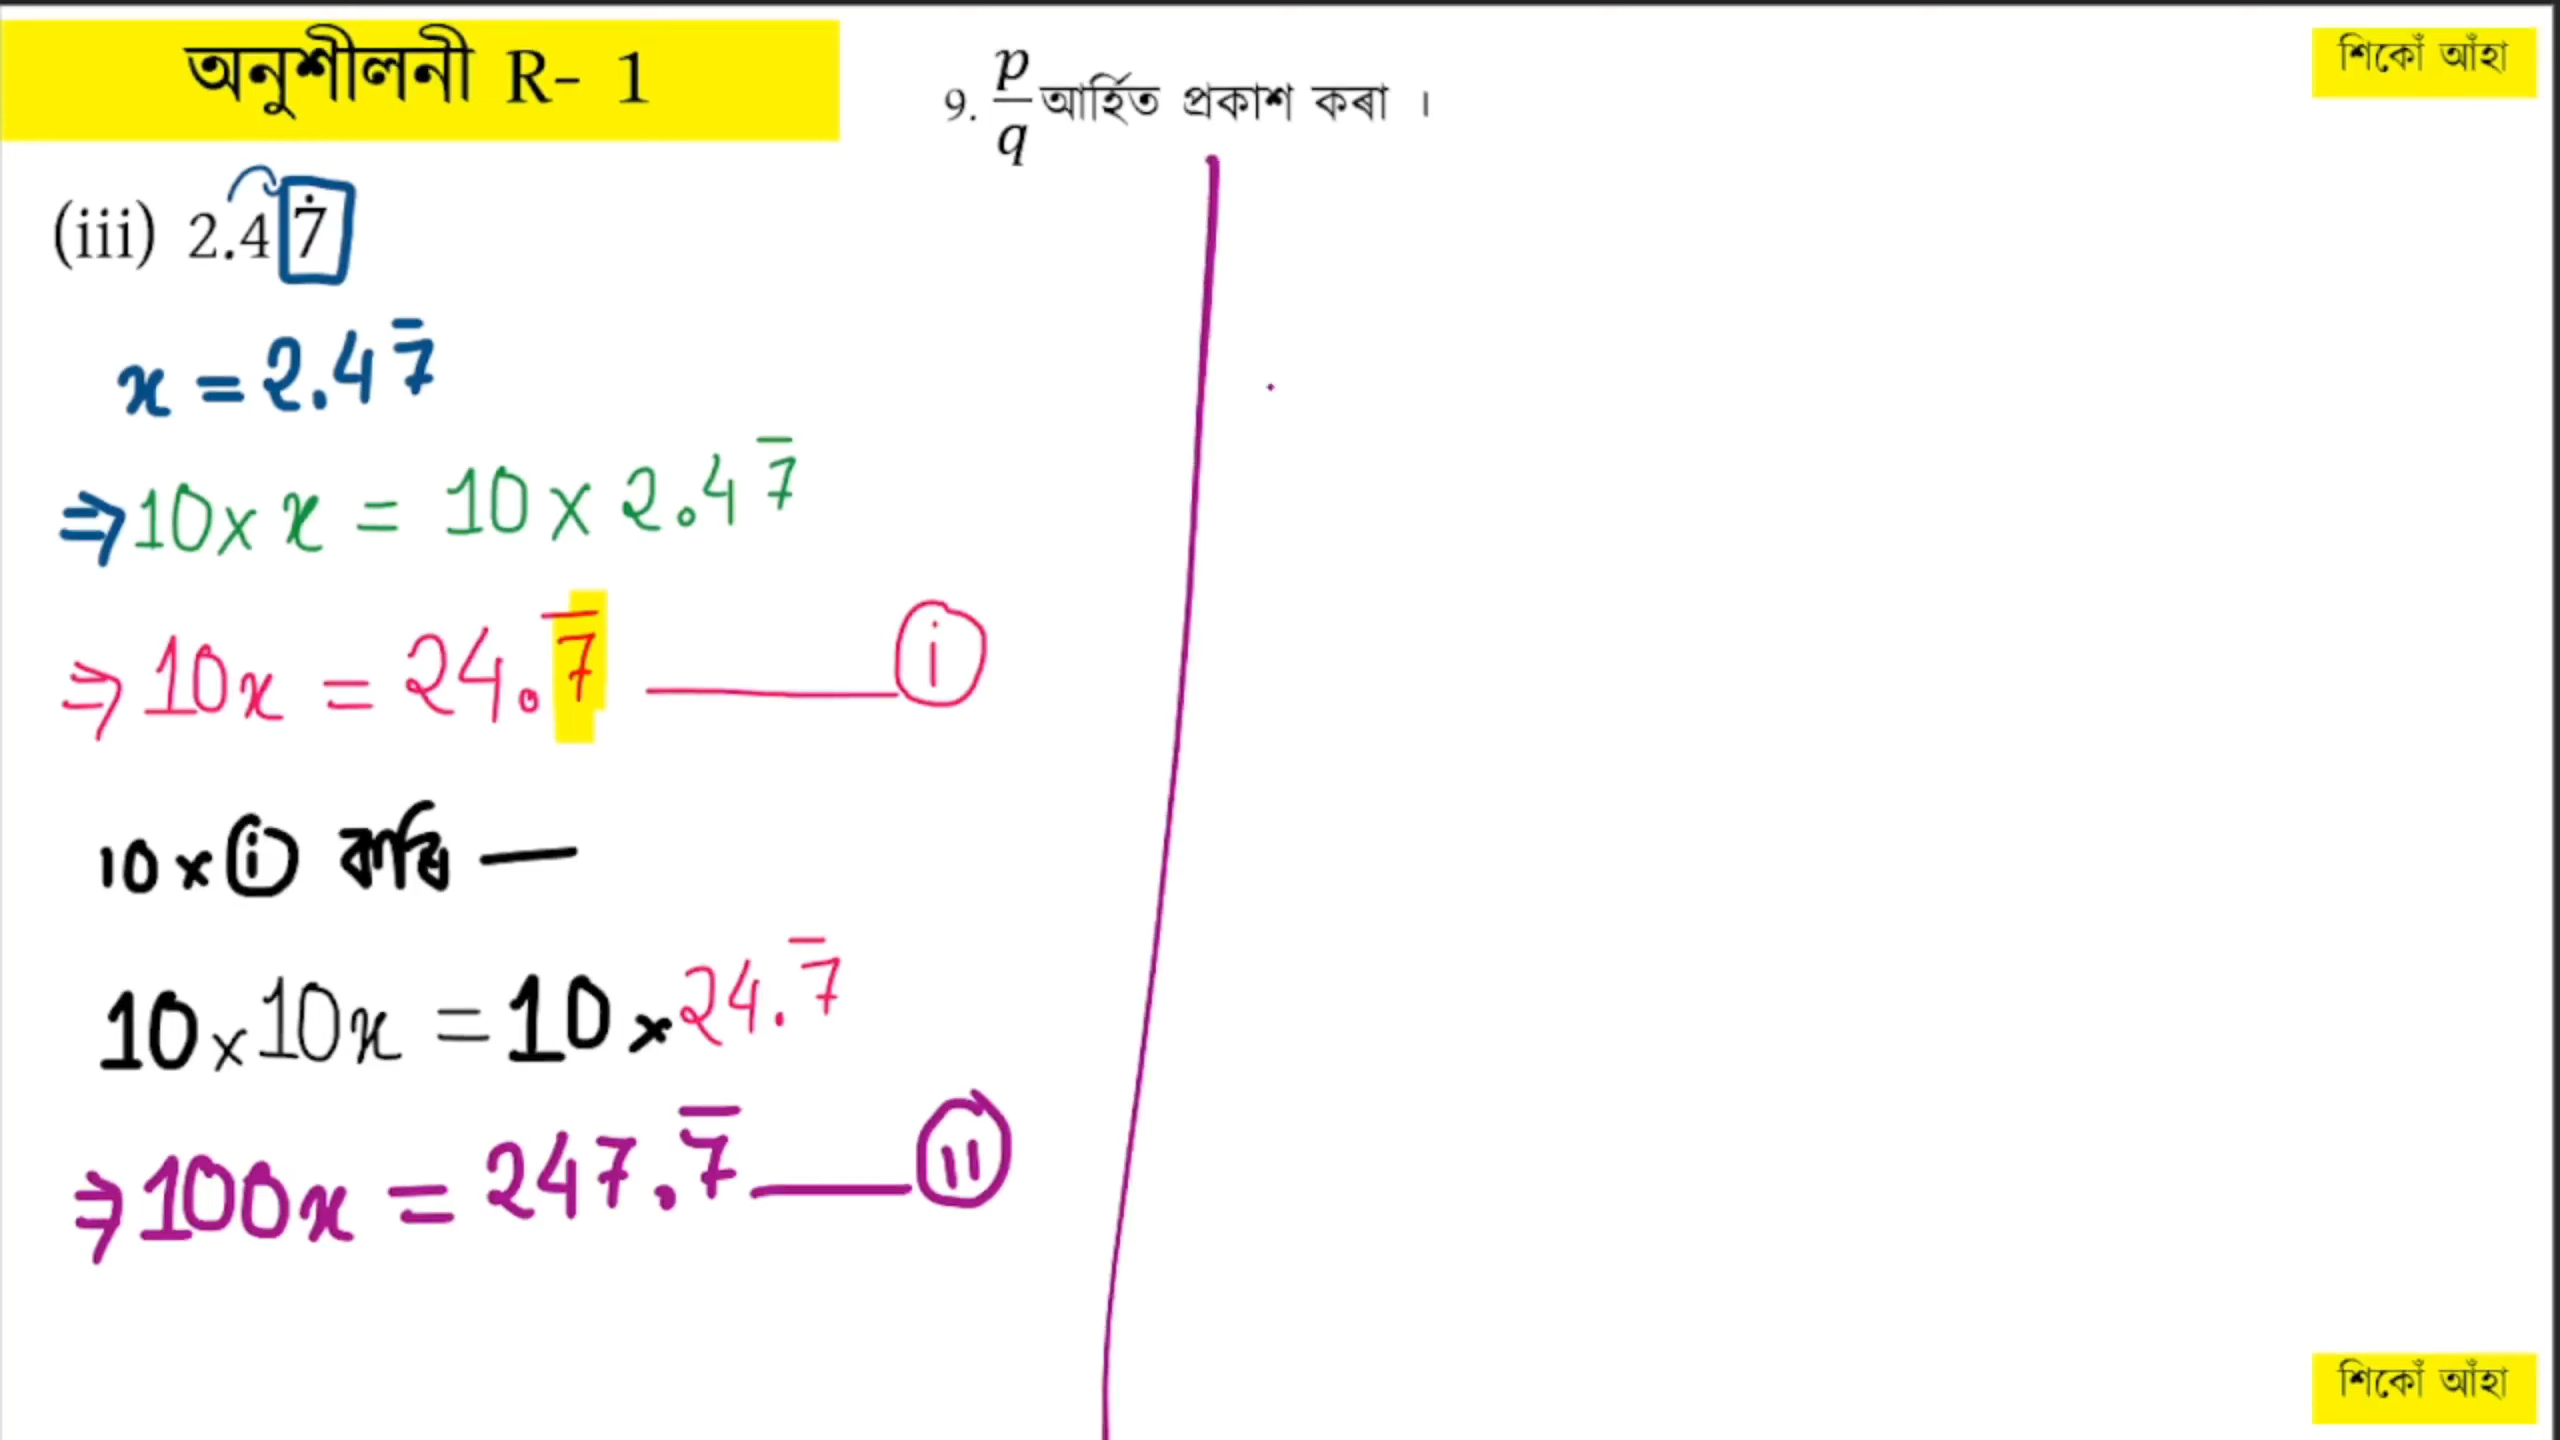 অনুশীলনী R- 1
9. p/q আৰ্হিত প্ৰকাশ কৰা ।
শিকোঁ আঁহা
(iii) 2.47̇
x = 2.47̅
⇒10 × x = 10 × 2.47̅
⇒ 10x = 24.7̅ ——— (i)
10 × (i) কৰি —
10 × 10x = 10 × 24.7̅
⇒ 100x = 247.7̅ —— (ii)
শিকোঁ আঁহা